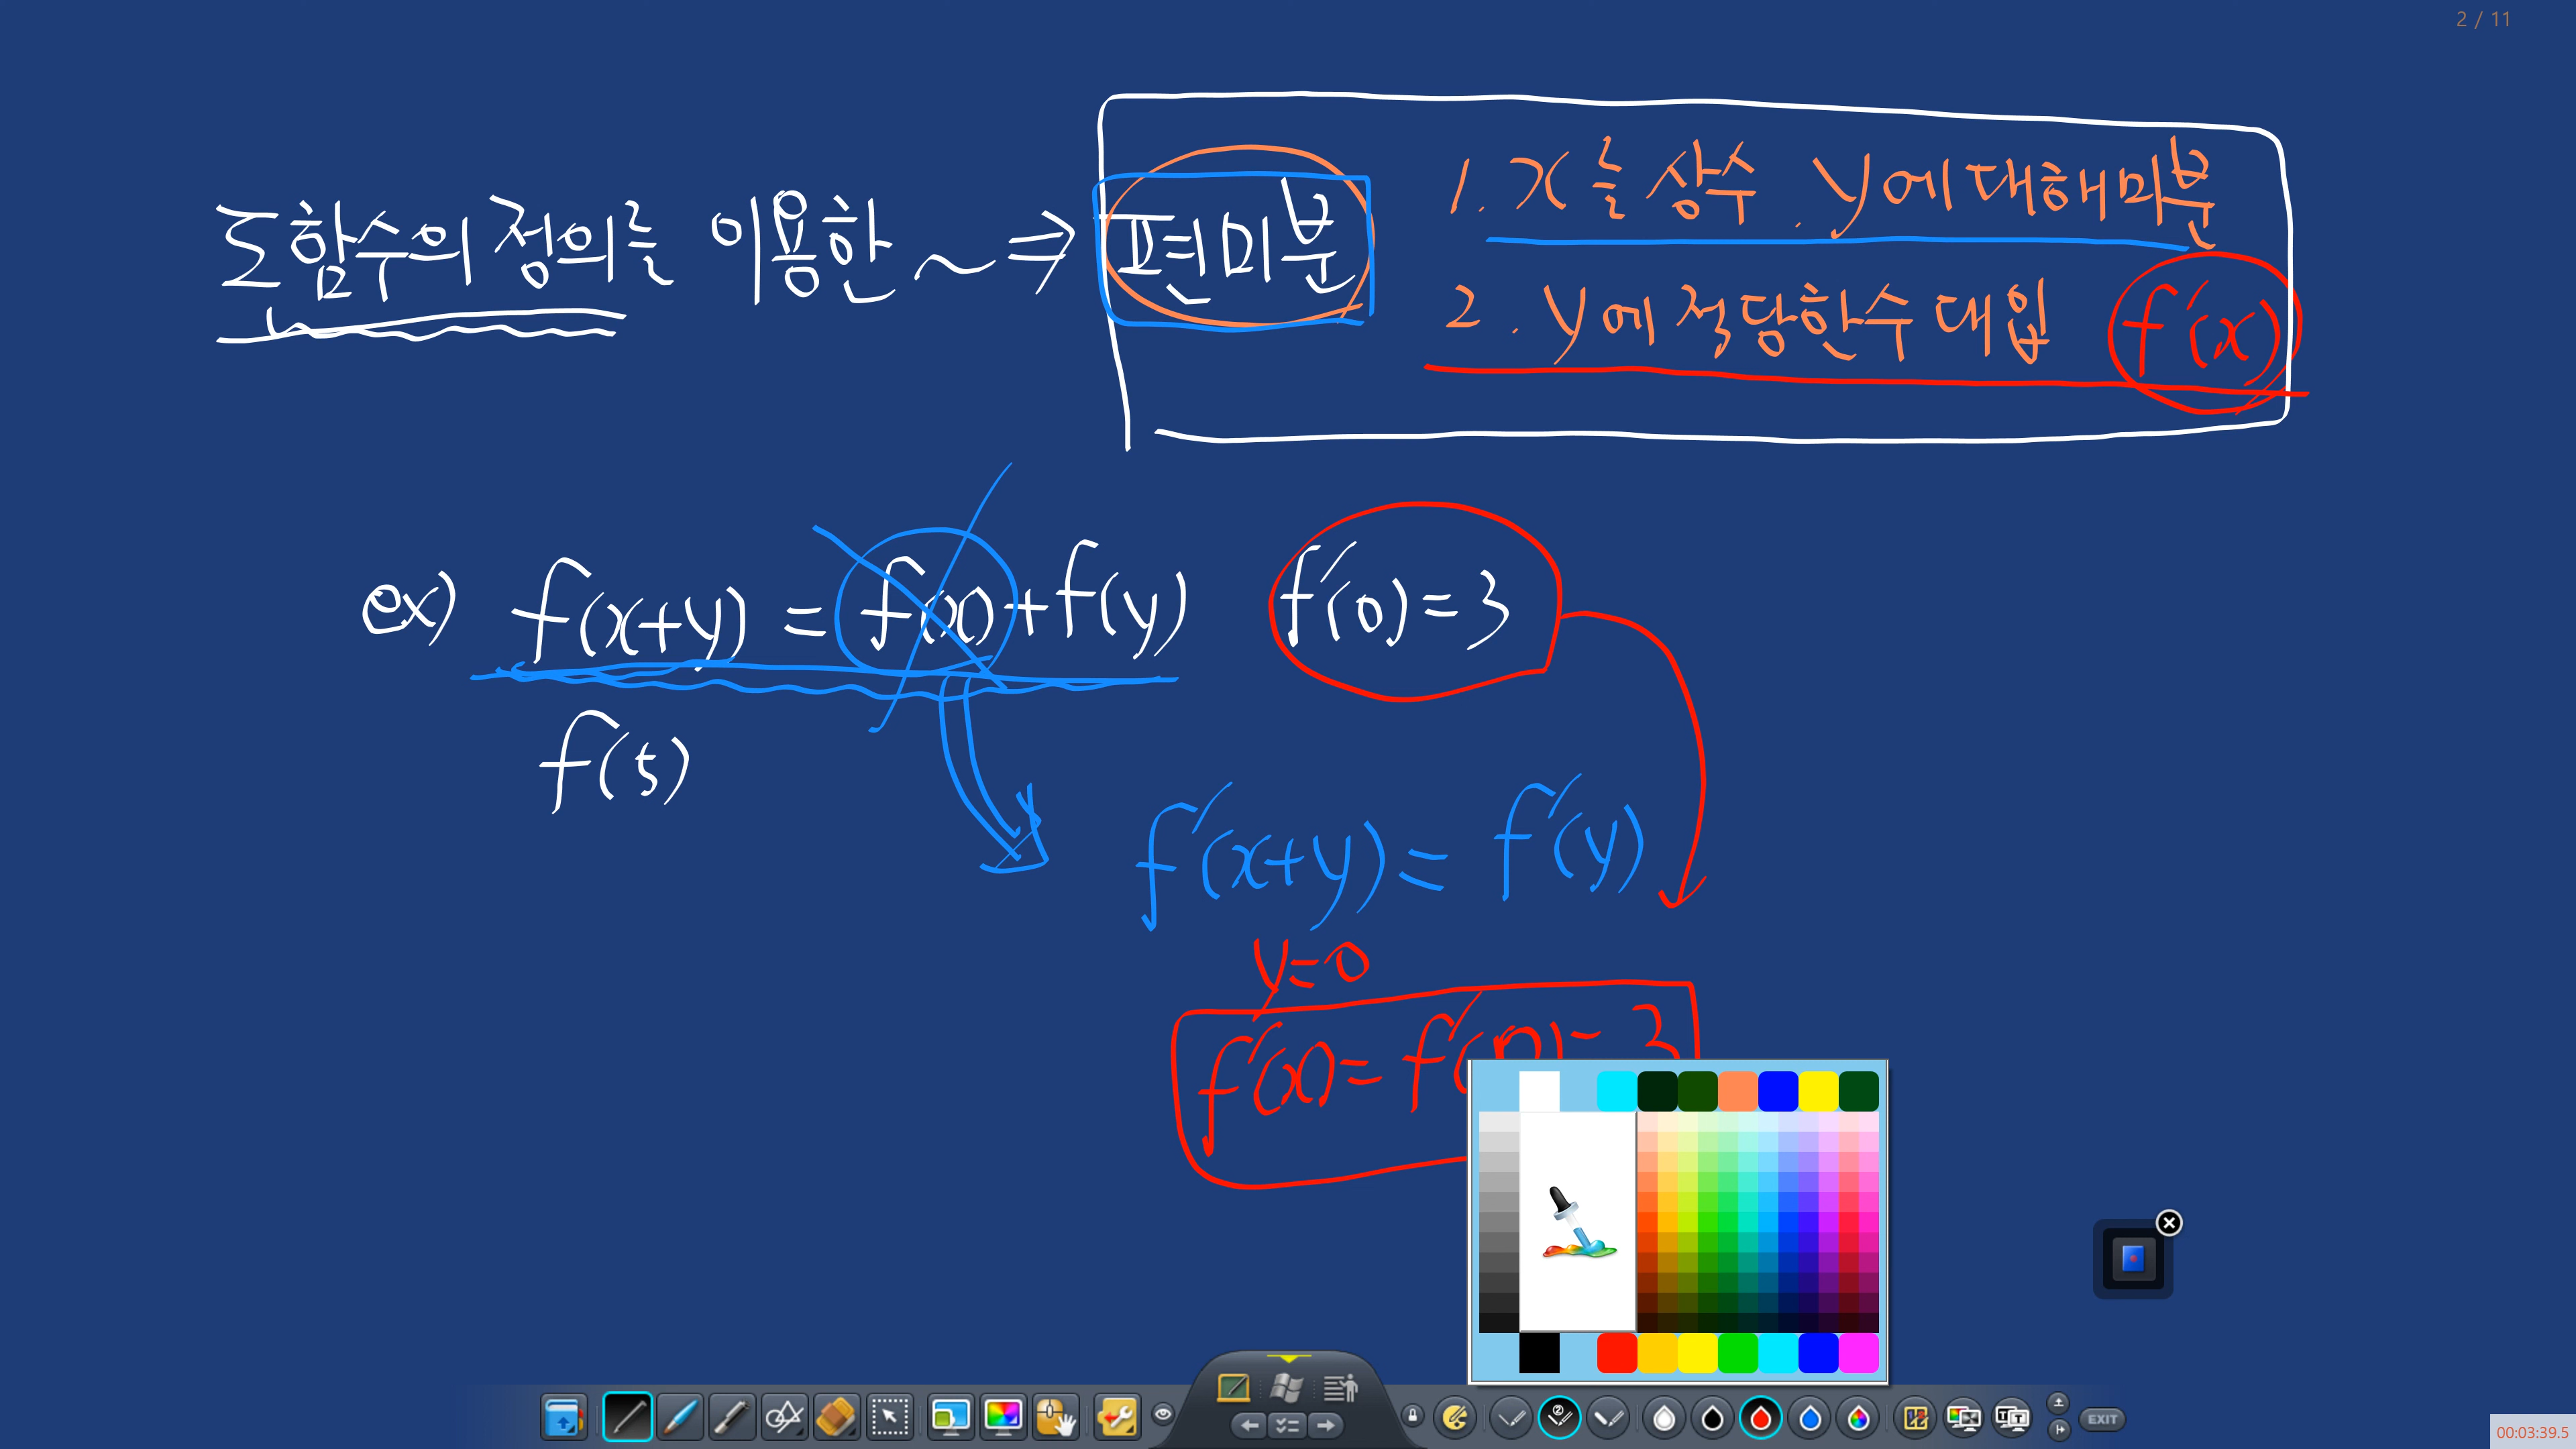 2 / 11
도함수의 정의를 이용한 ~ ⇒ 편미분
1. x를 상수. y에 대해 미분
2. y에 적당한 수 대입 f'(x)
ex) f(x+y) = f(x)+f(y) f'(0)=3
f(5)
f'(x+y) = f'(y)
y=0
f'(x) = f'(0) = 3
EXIT
00:03:39.5